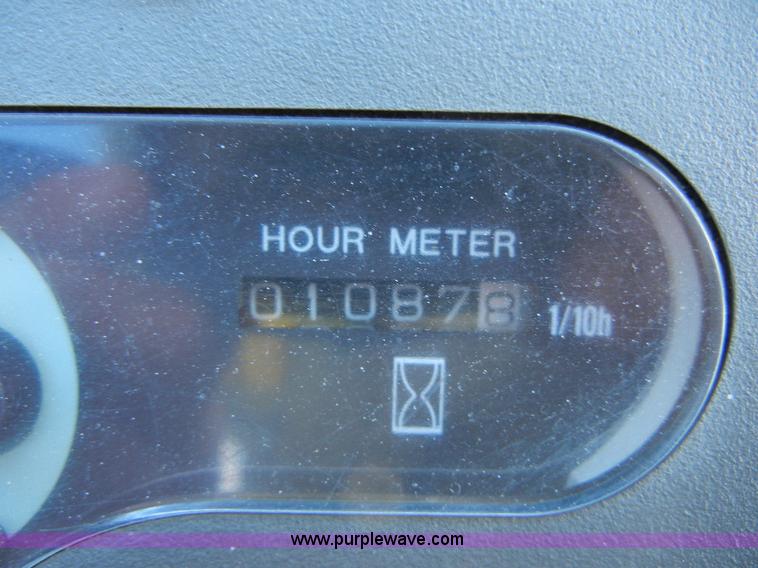 HOUR METER
010878 1/10h
www.purplewave.com